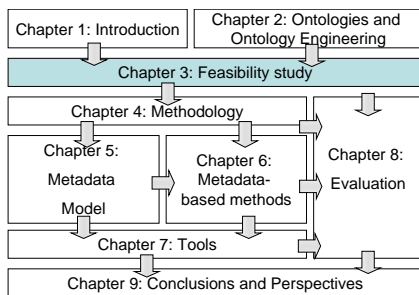 Chapter 1: Introduction
Chapter 2: Ontologies and
Ontology Engineering
Chapter 3: Feasibility study
Chapter 4: Methodology
Chapter 5:
Metadata
Model
Chapter 6:
Metadata-
based methods
Chapter 8:
Evaluation
Chapter 7: Tools
Chapter 9: Conclusions and Perspectives